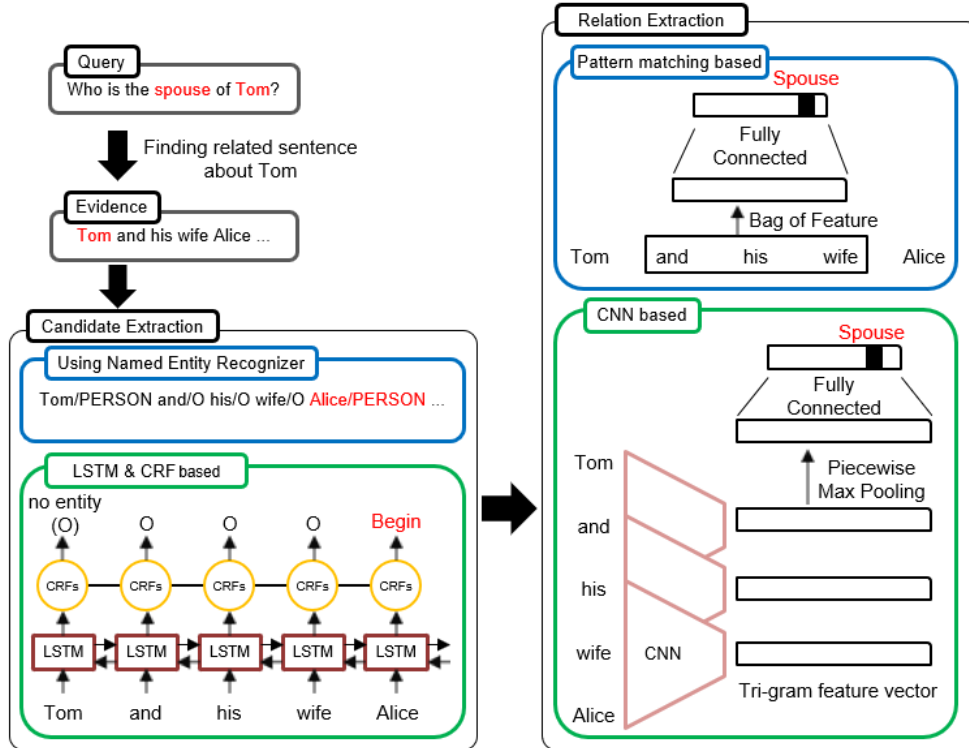 Query
Who is the spouse of Tom?
Finding related sentence
about Tom
Evidence
Tom and his wife Alice ...
Candidate Extraction
Using Named Entity Recognizer
Tom/PERSON and/O his/O wife/O Alice/PERSON ...
LSTM & CRF based
no entity
(O) O O O Begin
CRFs CRFs CRFs CRFs CRFs
LSTM LSTM LSTM LSTM LSTM
Tom and his wife Alice
Relation Extraction
Pattern matching based
Spouse
Fully
Connected
Bag of Feature
Tom and his wife Alice
CNN based
Spouse
Fully
Connected
Tom
Piecewise
Max Pooling
and
his
wife
CNN
Tri-gram feature vector
Alice